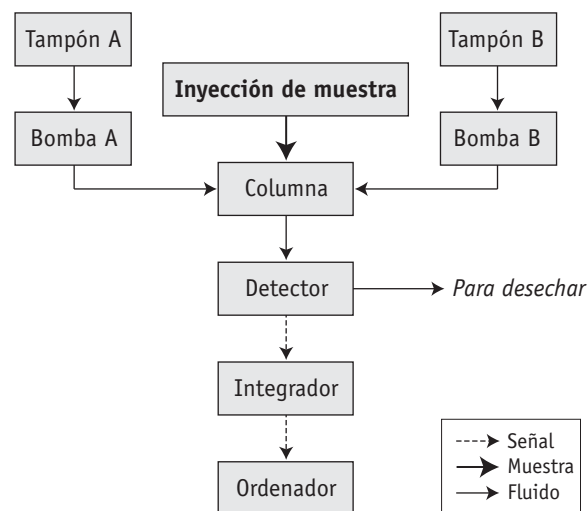 Tampón A
Tampón B
Inyección de muestra
Bomba A
Bomba B
Columna
Detector
Para desechar
Integrador
Ordenador
Señal
Muestra
Fluido